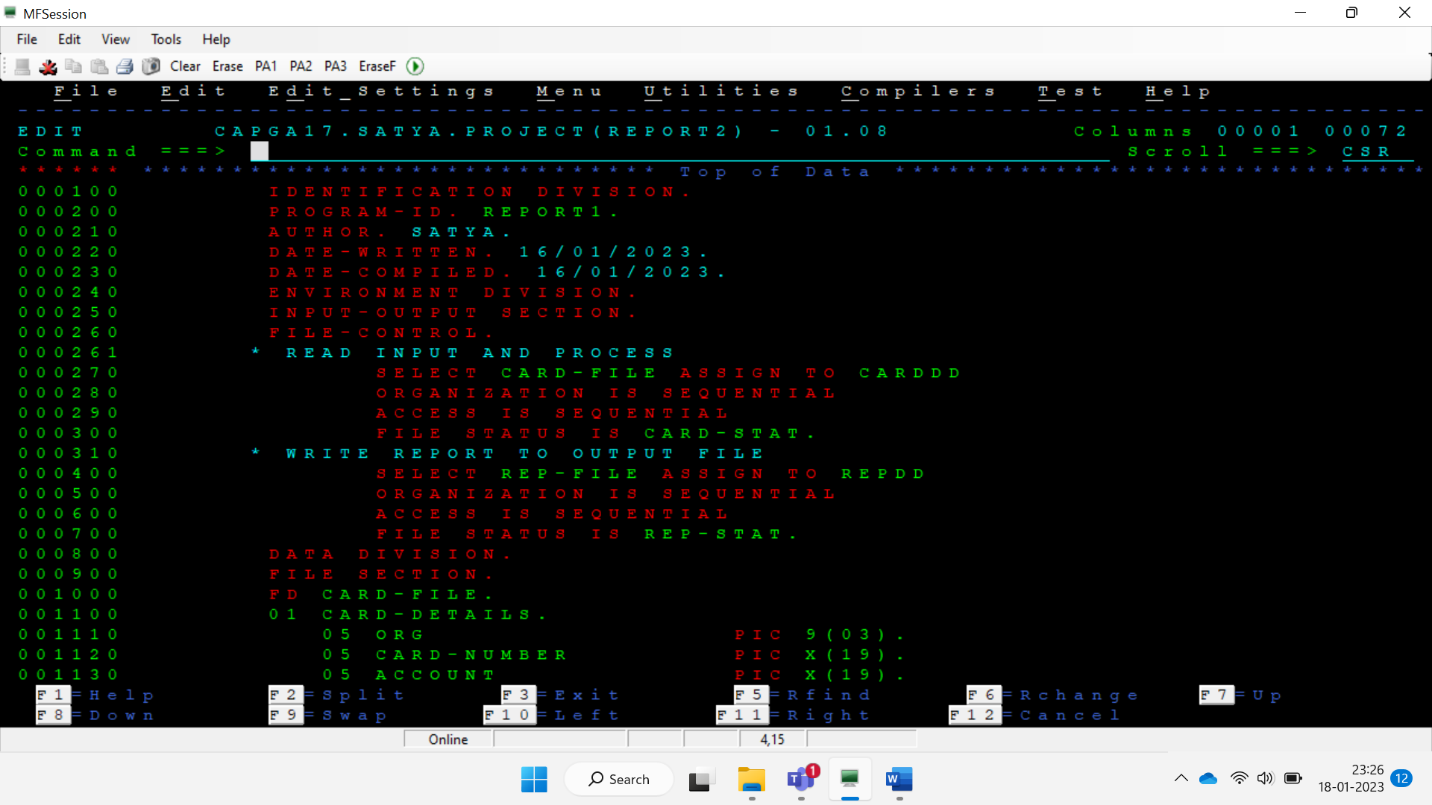 MFSession
File Edit View Tools Help
Clear Erase PA1 PA2 PA3 EraseF
File Edit Edit_Settings Menu Utilities Compilers Test Help
EDIT CAPGA17.SATYA.PROJECT(REPORT2) - 01.08 Columns 00001 00072
Command ===> Scroll ===> CSR
****** ***************************** Top of Data ******************************
000100 IDENTIFICATION DIVISION.
000200 PROGRAM-ID. REPORT1.
000210 AUTHOR. SATYA.
000220 DATE-WRITTEN. 16/01/2023.
000230 DATE-COMPILED. 16/01/2023.
000240 ENVIRONMENT DIVISION.
000250 INPUT-OUTPUT SECTION.
000260 FILE-CONTROL.
000261 * READ INPUT AND PROCESS
000270 SELECT CARD-FILE ASSIGN TO CARDDD
000280 ORGANIZATION IS SEQUENTIAL
000290 ACCESS IS SEQUENTIAL
000300 FILE STATUS IS CARD-STAT.
000310 * WRITE REPORT TO OUTPUT FILE
000400 SELECT REP-FILE ASSIGN TO REPDD
000500 ORGANIZATION IS SEQUENTIAL
000600 ACCESS IS SEQUENTIAL
000700 FILE STATUS IS REP-STAT.
000800 DATA DIVISION.
000900 FILE SECTION.
001000 FD CARD-FILE.
001100 01 CARD-DETAILS.
001110 05 ORG PIC 9(03).
001120 05 CARD-NUMBER PIC X(19).
001130 05 ACCOUNT PIC X(19).
F1=Help F2=Split F3=Exit F5=Rfind F6=Rchange F7=Up
F8=Down F9=Swap F10=Left F11=Right F12=Cancel
Online 4,15
Search 1 23:26
18-01-2023 12